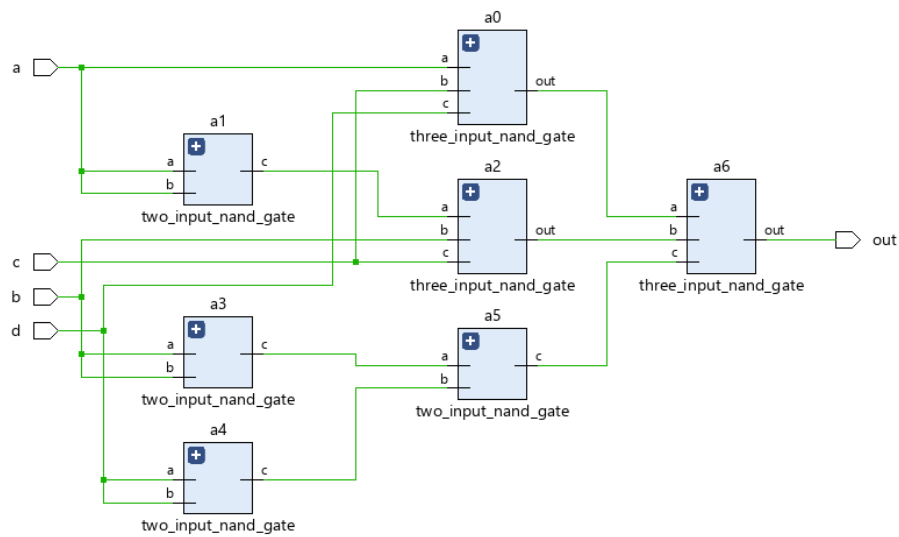 a0
a
a
b
c
out
three_input_nand_gate
a1
a
b
c
two_input_nand_gate
a2
a
b
c
out
three_input_nand_gate
a6
a
b
c
out
three_input_nand_gate
out
c
b
d
a3
a
b
c
two_input_nand_gate
a5
a
b
c
two_input_nand_gate
a4
a
b
c
two_input_nand_gate